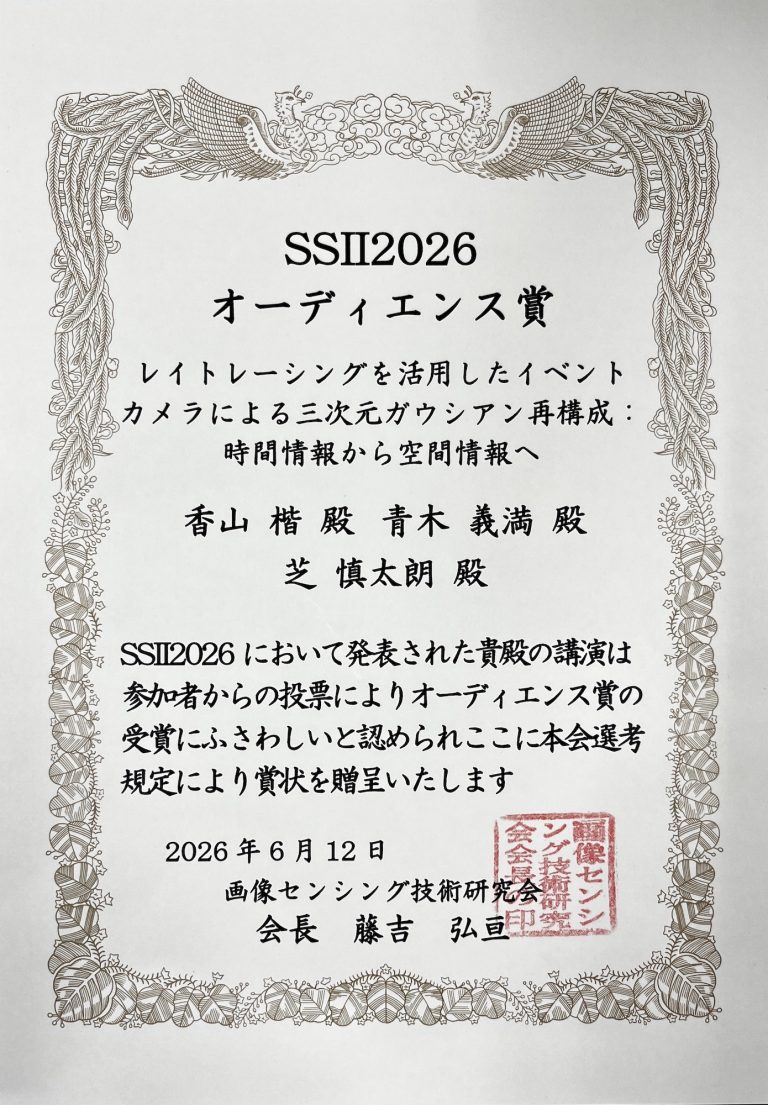 SSII2026
オーディエンス賞
レイトレーシングを活用したイベント
カメラによる三次元ガウシアン再構成：
時間情報から空間情報へ
香山 楷 殿 青木 義満 殿
芝 慎太朗 殿
SSII2026 において発表された貴殿の講演は
参加者からの投票によりオーディエンス賞の
受賞にふさわしいと認められここに本会選考
規定により賞状を贈呈いたします
2026 年 6 月 12 日
画像センシング技術研究会
会長 藤吉 弘亘
画像センシ
ング技術研究
会会長の印